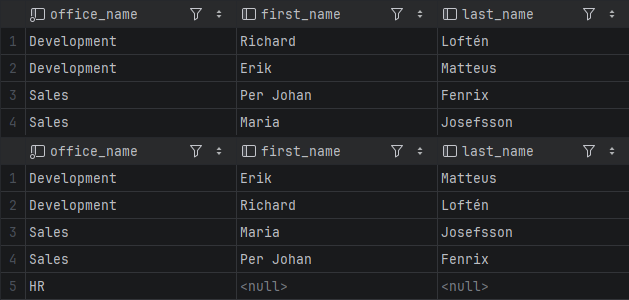 office_name first_name last_name
1 Development Richard Loftén
2 Development Erik Matteus
3 Sales Per Johan Fenrix
4 Sales Maria Josefsson
office_name first_name last_name
1 Development Erik Matteus
2 Development Richard Loftén
3 Sales Maria Josefsson
4 Sales Per Johan Fenrix
5 HR <null> <null>